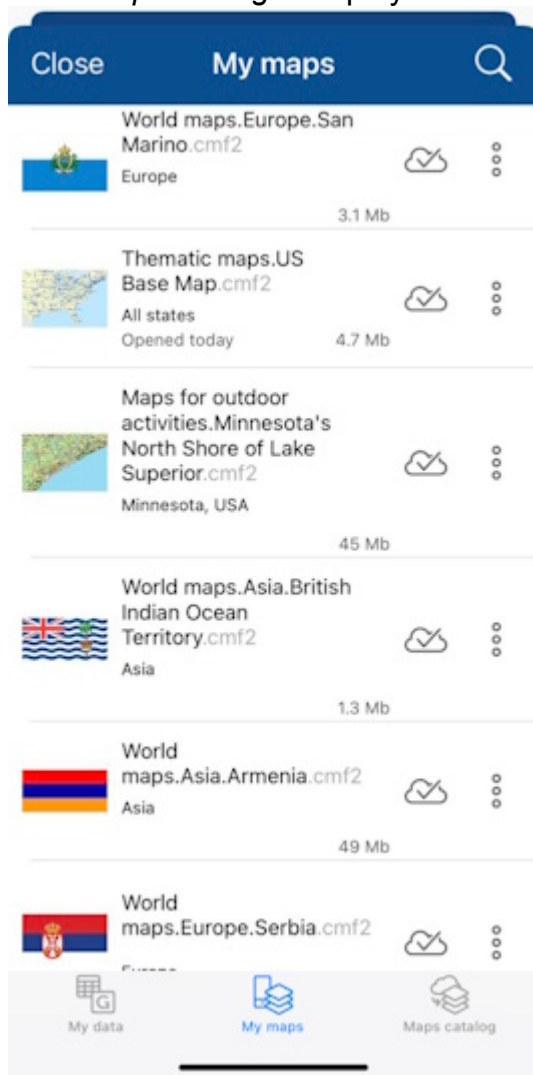 Close
My maps
World maps.Europe.San
Marino.cmf2
Europe
3.1 Mb
Thematic maps.US
Base Map.cmf2
All states
Opened today
4.7 Mb
Maps for outdoor
activities.Minnesota's
North Shore of Lake
Superior.cmf2
Minnesota, USA
45 Mb
World maps.Asia.British
Indian Ocean
Territory.cmf2
Asia
1.3 Mb
World
maps.Asia.Armenia.cmf2
Asia
49 Mb
World
maps.Europe.Serbia.cmf2
G
My data
My maps
Maps catalog